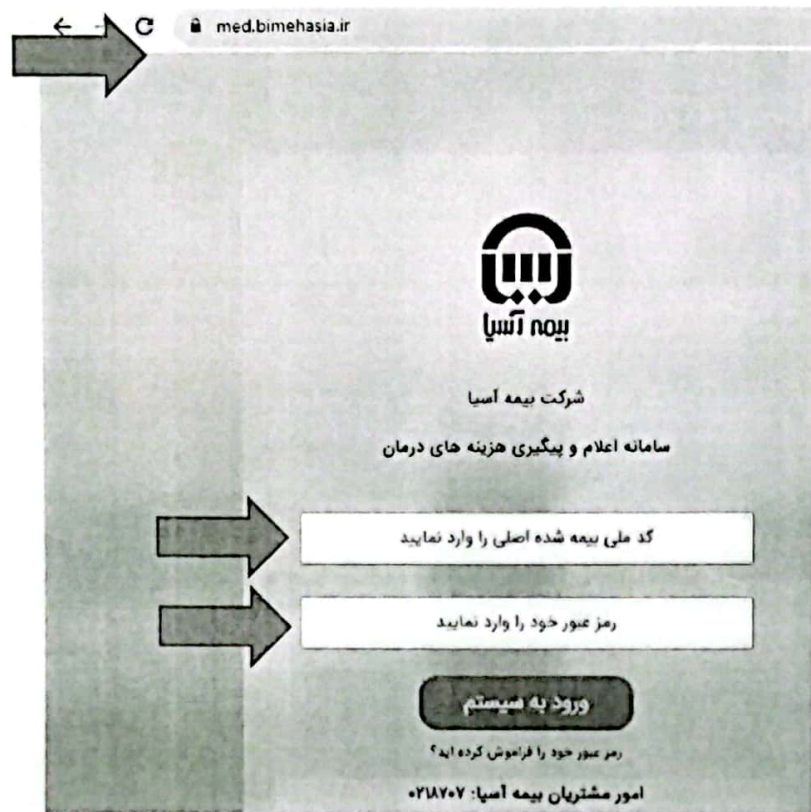 med.bimehasia.ir
بیمه آسیا
شرکت بیمه آسیا
سامانه اعلام و پیگیری هزینه های درمان
کد ملی بیمه شده اصلی را وارد نمایید
رمز عبور خود را وارد نمایید
ورود به سیستم
رمز عبور خود را فراموش کرده اید؟
امور مشتریان بیمه آسیا: ۰۲۱۸۷۰۷